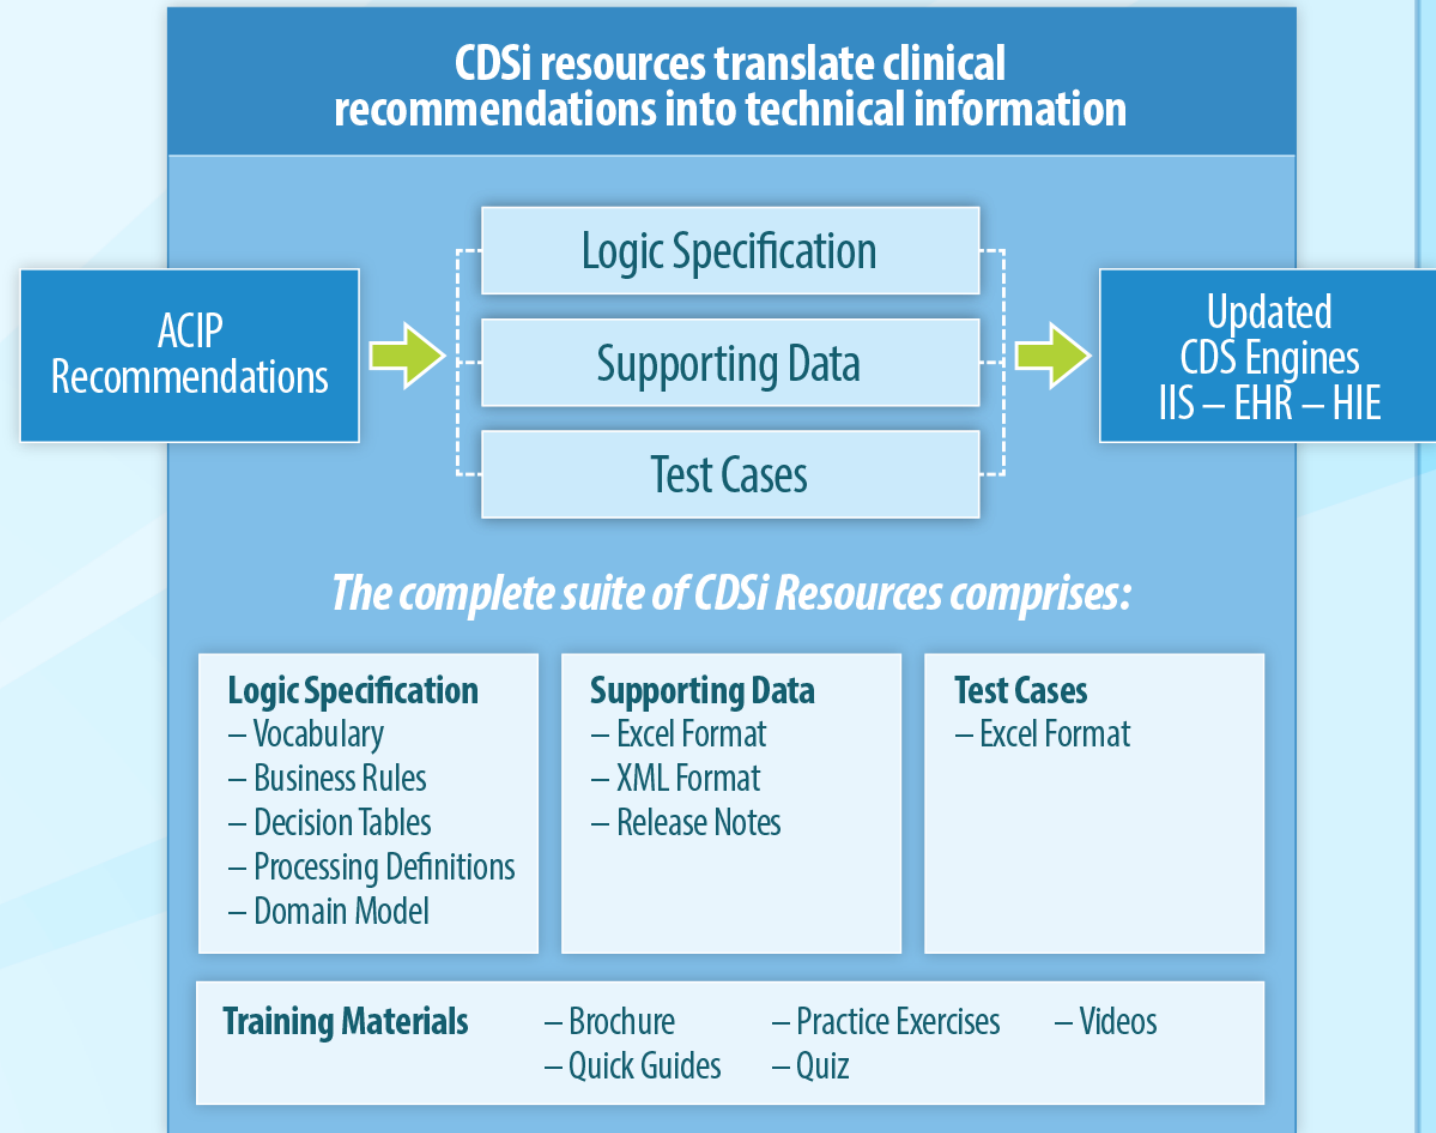 CDSi resources translate clinical
recommendations into technical information
ACIP
Recommendations
Logic Specification
Supporting Data
Test Cases
Updated
CDS Engines
IIS – EHR – HIE
The complete suite of CDSi Resources comprises:
Logic Specification
– Vocabulary
– Business Rules
– Decision Tables
– Processing Definitions
– Domain Model
Supporting Data
– Excel Format
– XML Format
– Release Notes
Test Cases
– Excel Format
Training Materials
– Brochure
– Quick Guides
– Practice Exercises
– Quiz
– Videos